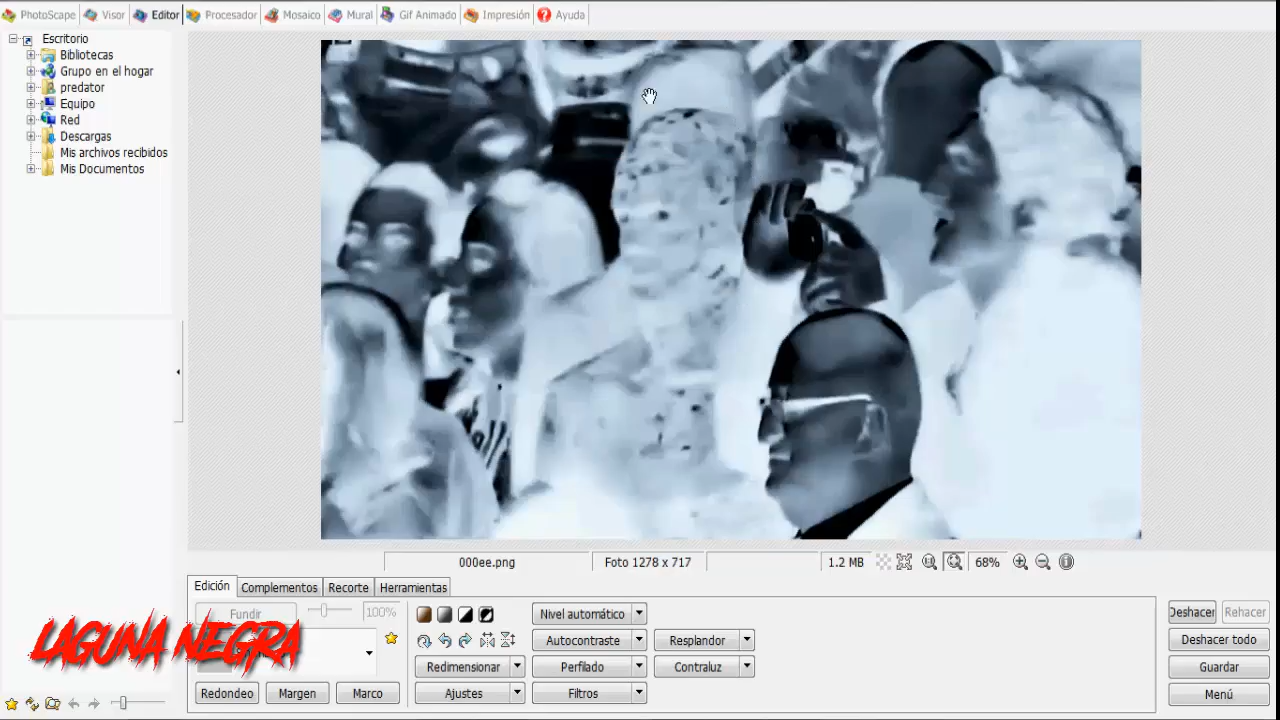 PhotoScape Visor Editor Procesador Mosaico Mural Gif Animado Impresión Ayuda
Escritorio
Bibliotecas
Grupo en el hogar
predator
Equipo
Red
Descargas
Mis archivos recibidos
Mis Documentos
000ee.png Foto 1278 x 717 1.2 MB 68%
Edición Complementos Recorte Herramientas
Fundir 100% Nivel automático Deshacer Rehacer
LAGUNA NEGRA
Autocontraste Resplandor Deshacer todo
Redimensionar Perfilado Contraluz Guardar
Redondeo Margen Marco Ajustes Filtros Menú